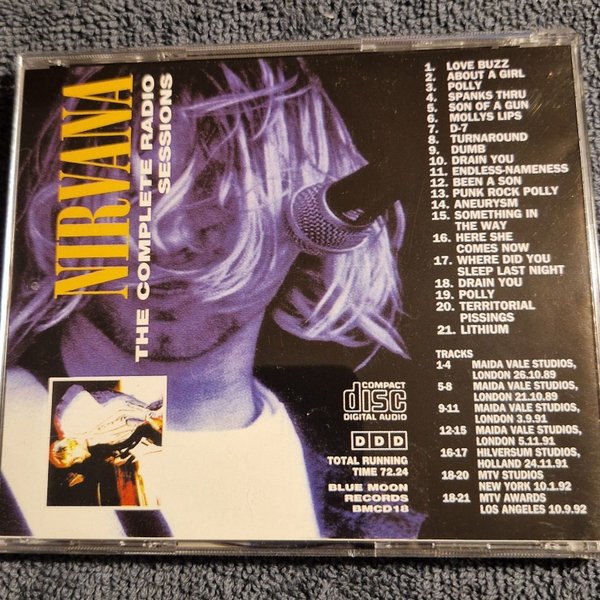 NIRVANA
THE COMPLETE RADIO
SESSIONS
1. LOVE BUZZ
2. ABOUT A GIRL
3. POLLY
4. SPANKS THRU
5. SON OF A GUN
6. MOLLYS LIPS
7. D-7
8. TURNAROUND
9. DUMB
10. DRAIN YOU
11. ENDLESS-NAMENESS
12. BEEN A SON
13. PUNK ROCK POLLY
14. ANEURYSM
15. SOMETHING IN
THE WAY
16. HERE SHE
COMES NOW
17. WHERE DID YOU
SLEEP LAST NIGHT
18. DRAIN YOU
19. POLLY
20. TERRITORIAL
PISSINGS
21. LITHIUM
TRACKS
1-4 MAIDA VALE STUDIOS,
LONDON 26.10.89
5-8 MAIDA VALE STUDIOS,
LONDON 21.10.89
9-11 MAIDA VALE STUDIOS,
LONDON 3.9.91
12-15 MAIDA VALE STUDIOS,
LONDON 5.11.91
16-17 HILVERSUM STUDIOS,
HOLLAND 24.11.91
18-20 MTV STUDIOS
NEW YORK 10.1.92
18-21 MTV AWARDS
LOS ANGELES 10.9.92
COMPACT
disc
DIGITAL AUDIO
DDD
TOTAL RUNNING
TIME 72.24
BLUE MOON
RECORDS
BMCD18